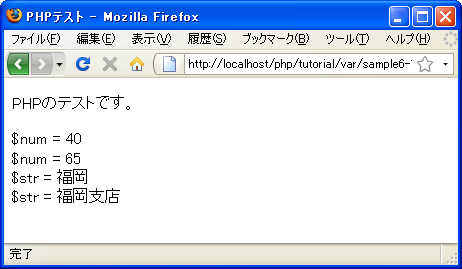 PHPテスト - Mozilla Firefox
ファイル(F) 編集(E) 表示(V) 履歴(S) ブックマーク(B) ツール(T) ヘルプ(H)
http://localhost/php/tutorial/var/sample6-
PHPのテストです。
$num = 40
$num = 65
$str = 福岡
$str = 福岡支店
完了